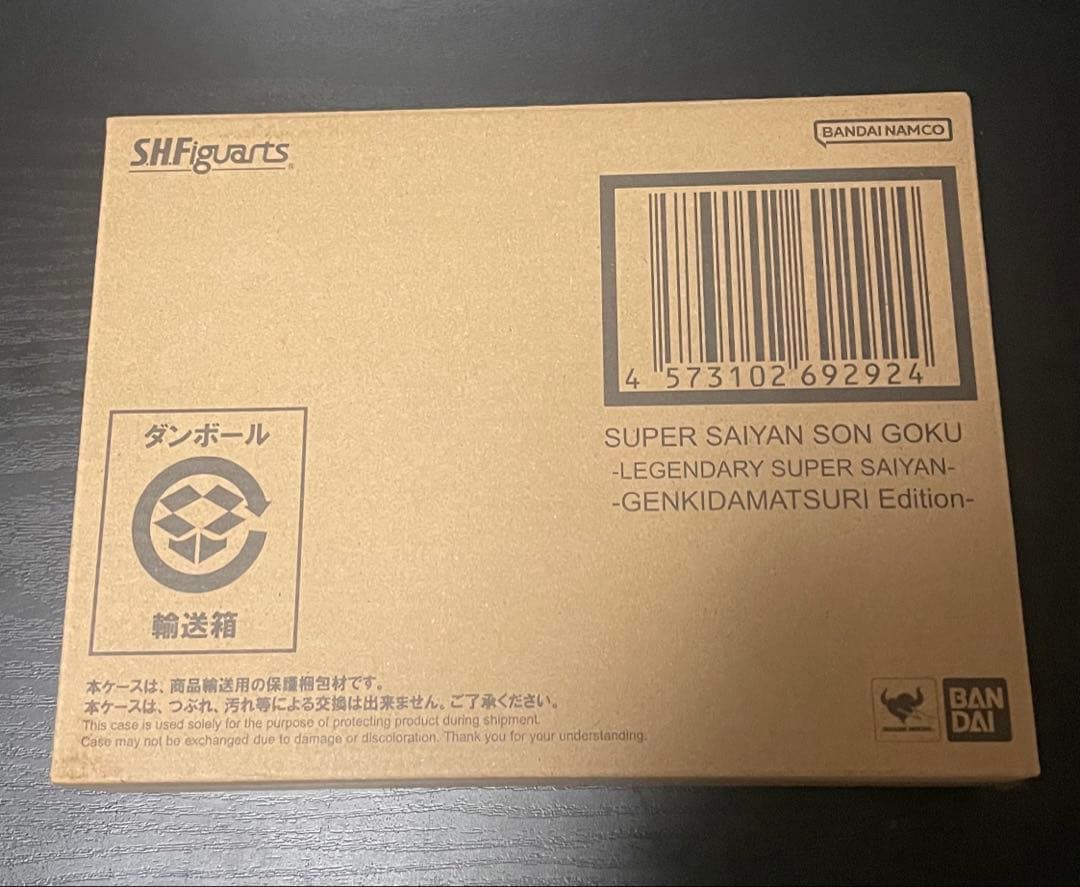 S.H.Figuarts
BANDAI NAMCO
4 573102 692924
SUPER SAIYAN SON GOKU
-LEGENDARY SUPER SAIYAN-
-GENKIDAMATSURI Edition-
ダンボール
輸送箱
本ケースは、商品輸送用の保護梱包材です。
本ケースは、つぶれ、汚れ等による交換は出来ません。ご了承ください。
This case is used solely for the purpose of protecting product during shipment.
Case may not be exchanged due to damage or discoloration. Thank you for your understanding.
BAN
DAI